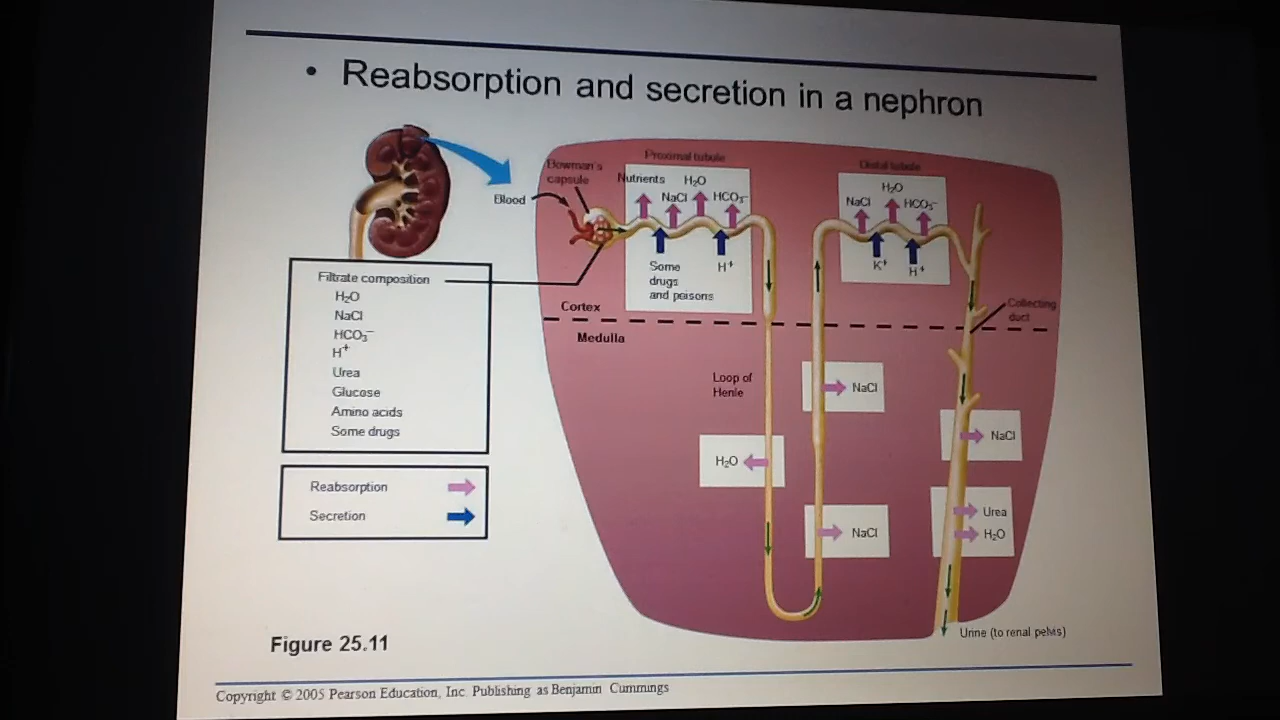 • Reabsorption and secretion in a nephron
Bowman's
capsule
Blood
Proximal tubule
Nutrients
H₂O
NaCl
HCO₃⁻
Some
drugs
and poisons
H⁺
Distal tubule
H₂O
NaCl
HCO₃⁻
K⁺
H⁺
Filtrate composition
H₂O
NaCl
HCO₃⁻
H⁺
Urea
Glucose
Amino acids
Some drugs
Cortex
Medulla
Collecting
duct
Loop of
Henle
NaCl
H₂O
NaCl
NaCl
Urea
H₂O
Reabsorption
Secretion
Urine (to renal pelvis)
Figure 25.11
Copyright © 2005 Pearson Education, Inc. Publishing as Benjamin Cummings